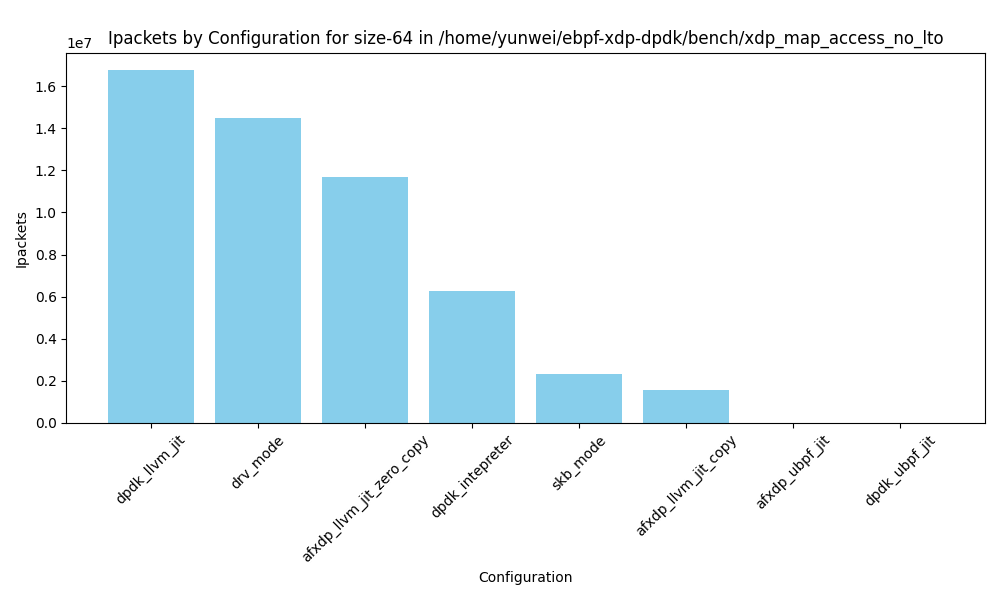 Ipackets by Configuration for size-64 in /home/yunwei/ebpf-xdp-dpdk/bench/xdp_map_access_no_lto
1e7
1.6
1.4
1.2
1.0
0.8
0.6
0.4
0.2
0.0
Ipackets
dpdk_llvm_jit
drv_mode
afxdp_llvm_jit_zero_copy
dpdk_intepreter
skb_mode
afxdp_llvm_jit_copy
afxdp_ubpf_jit
dpdk_ubpf_jit
Configuration